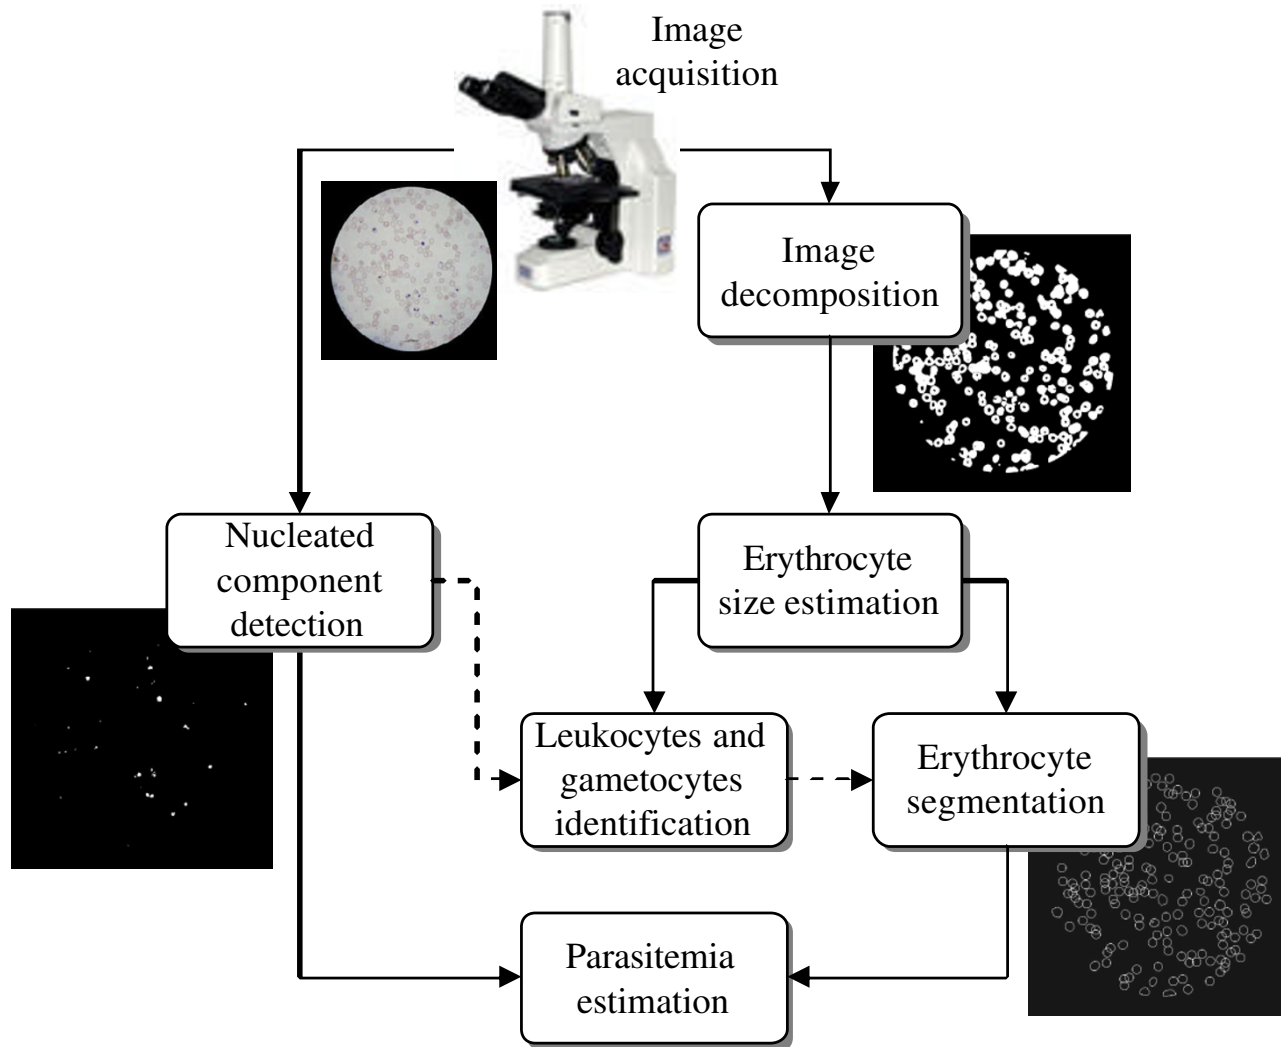 Image
acquisition
Image
decomposition
Nucleated
component
detection
Erythrocyte
size estimation
Leukocytes and
gametocytes
identification
Erythrocyte
segmentation
Parasitemia
estimation